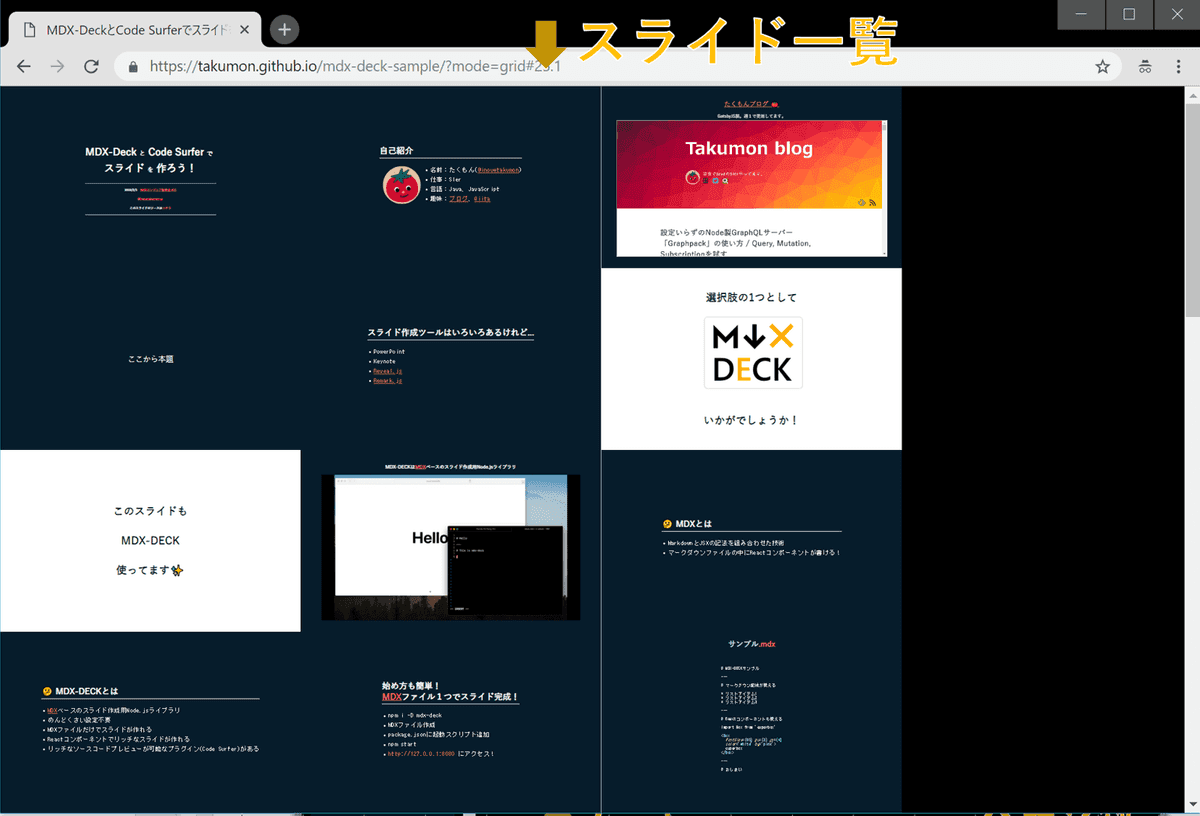 MDX-DeckとCode Surferでスライド
スライド一覧
https://takumon.github.io/mdx-deck-sample/?mode=grid#23.1
MDX-Deck と Code Surfer で
スライド を 作ろう！
自己紹介
• 名前：たくもん(@inouetakumon)
• 仕事：SIer
• 言語：Java, JavaScript
• 趣味：ブログ, Qiita
たくもんブログ
Gatsby爪製。週１で更新してます。
Takumon blog
設定いらずのNode製GraphQLサーバー
「Graphpack」の使い方 / Query, Mutation,
Subscriptionを試す
ここから本題
スライド作成ツールはいろいろあるけれど…
• PowerPoint
• Keynote
• Reveal.js
• Remark.js
選択肢の1つとして
MDX
DECK
いかがでしょうか！
このスライドも
MDX-DECK
使ってます✨
MDX-DECKはMDXベースのスライド作成用Node.jsライブラリ
Hello
🤔 MDXとは
• MarkdownとJSXの記法を組み合わせた技術
• マークダウンファイルの中にReactコンポーネントが書ける！
🤔 MDX-DECKとは
• MDXベースのスライド作成用Node.jsライブラリ
• めんどくさい設定不要
• MDXファイルだけでスライドが作れる
• Reactコンポーネントでリッチなスライドが作れる
• リッチなソースコードプレビューが可能なプラグイン(Code Surfer)がある
始め方も簡単！
MDXファイル１つでスライド完成！
• npm i -D mdx-deck
• MDXファイル作成
• package.jsonに起動スクリプト追加
• npm start
• http://127.0.0.1:8080 にアクセス！
サンプル.mdx
# MDX-DECKサンプル
---
# マークダウン記法が使える
* リストアイテム1
* リストアイテム2
* リストアイテム3
---
# Reactコンポーネントも使える
---
# おしまい